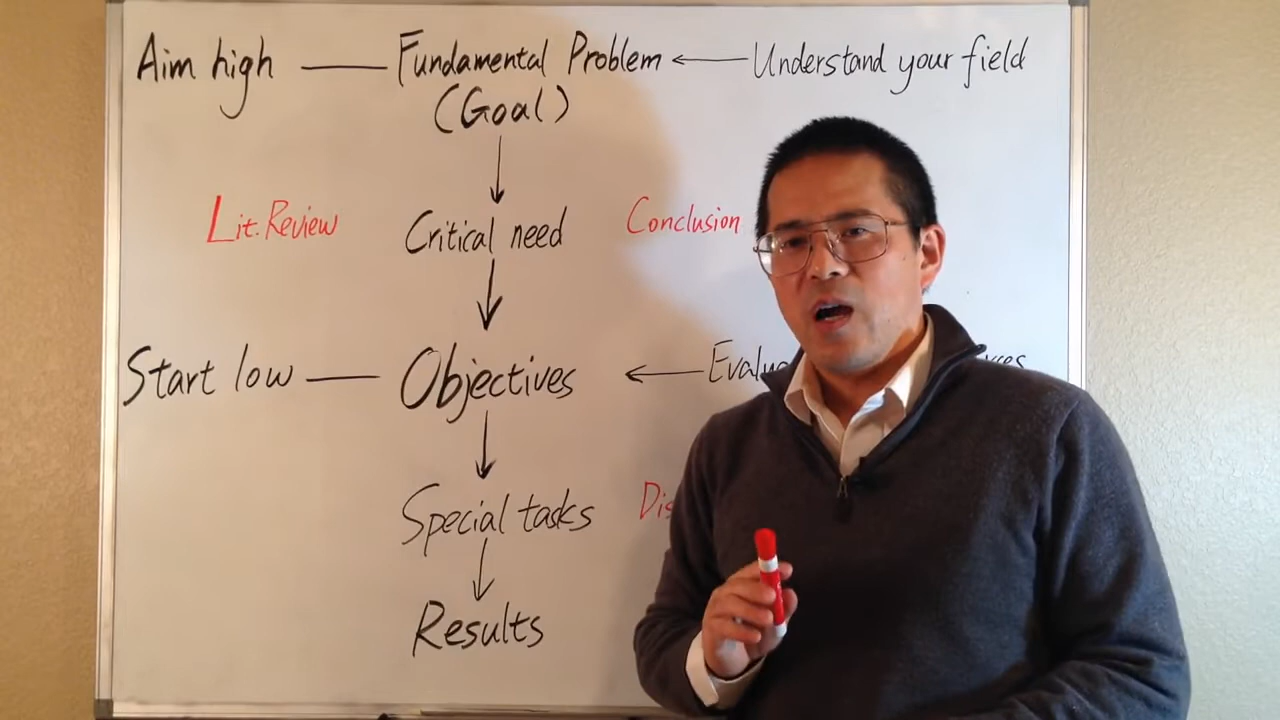 Aim high — Fundamental Problem ← Understand your field
(Goal)
Lit. Review Critical need Conclusion
Start low — Objectives ←
Special tasks
Results